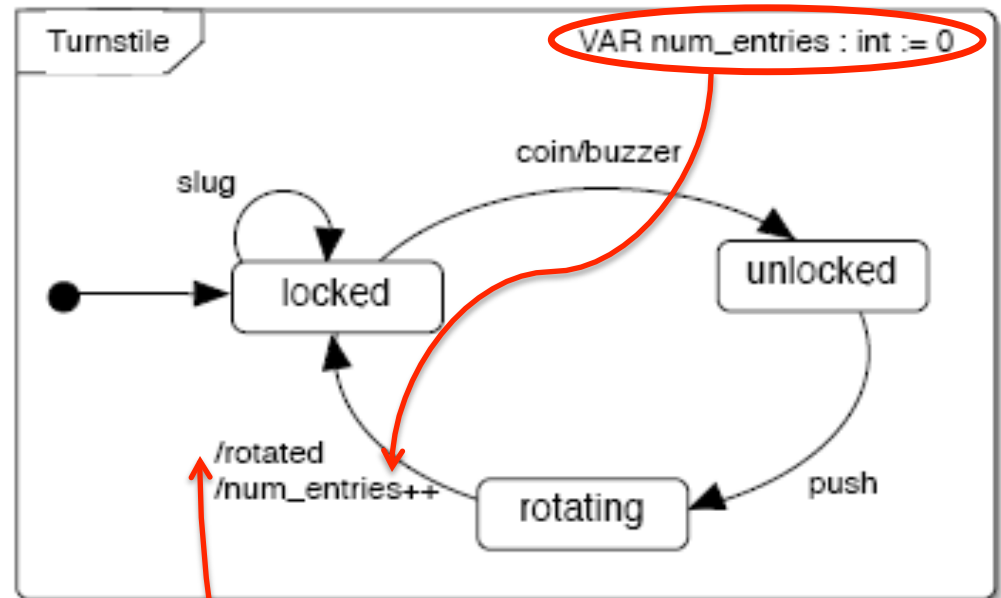 Turnstile
VAR num_entries : int := 0
coin/buzzer
slug
locked
unlocked
/rotated
/num_entries++
rotating
push